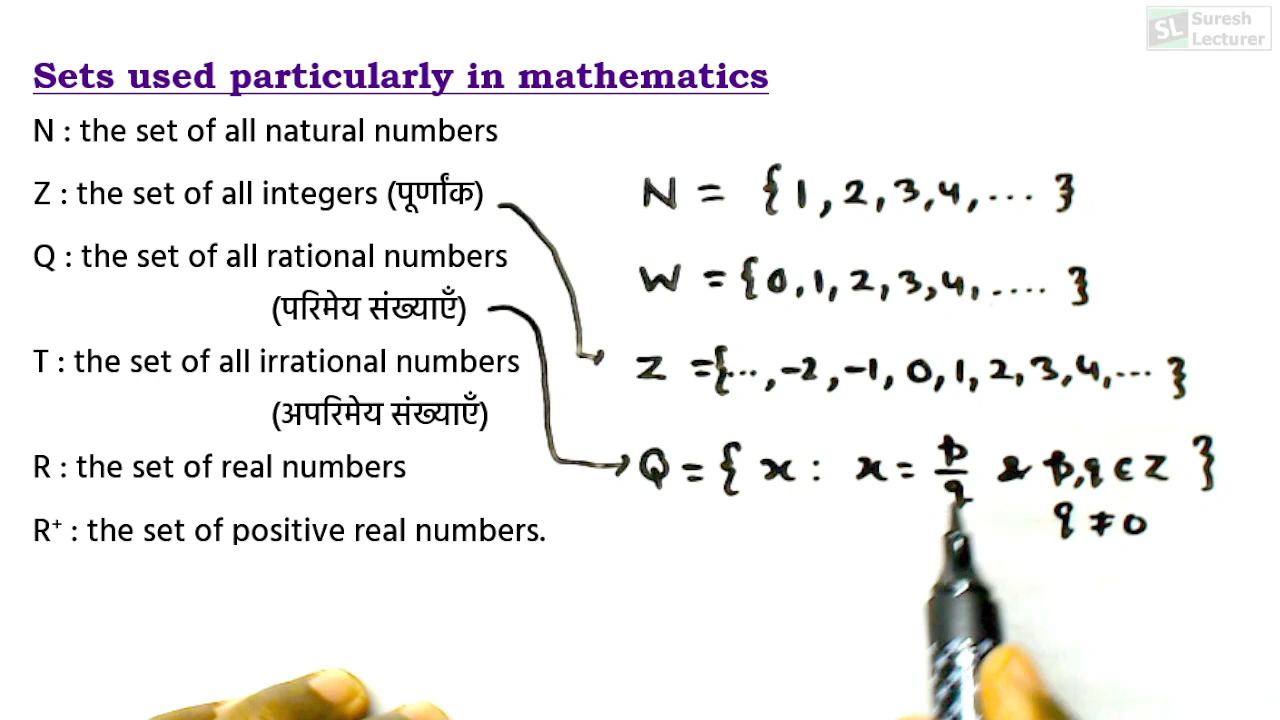 SL Suresh
Lecturer
Sets used particularly in mathematics
N : the set of all natural numbers
Z : the set of all integers (पूर्णांक)
Q : the set of all rational numbers
(परिमेय संख्याएँ)
T : the set of all irrational numbers
(अपरिमेय संख्याएँ)
R : the set of real numbers
R⁺ : the set of positive real numbers.
N = {1, 2, 3, 4, ... }
W = {0, 1, 2, 3, 4, .... }
Z = {..., -2, -1, 0, 1, 2, 3, 4, ... }
Q = { x : x = p/q & p, q ∈ Z }
q ≠ 0